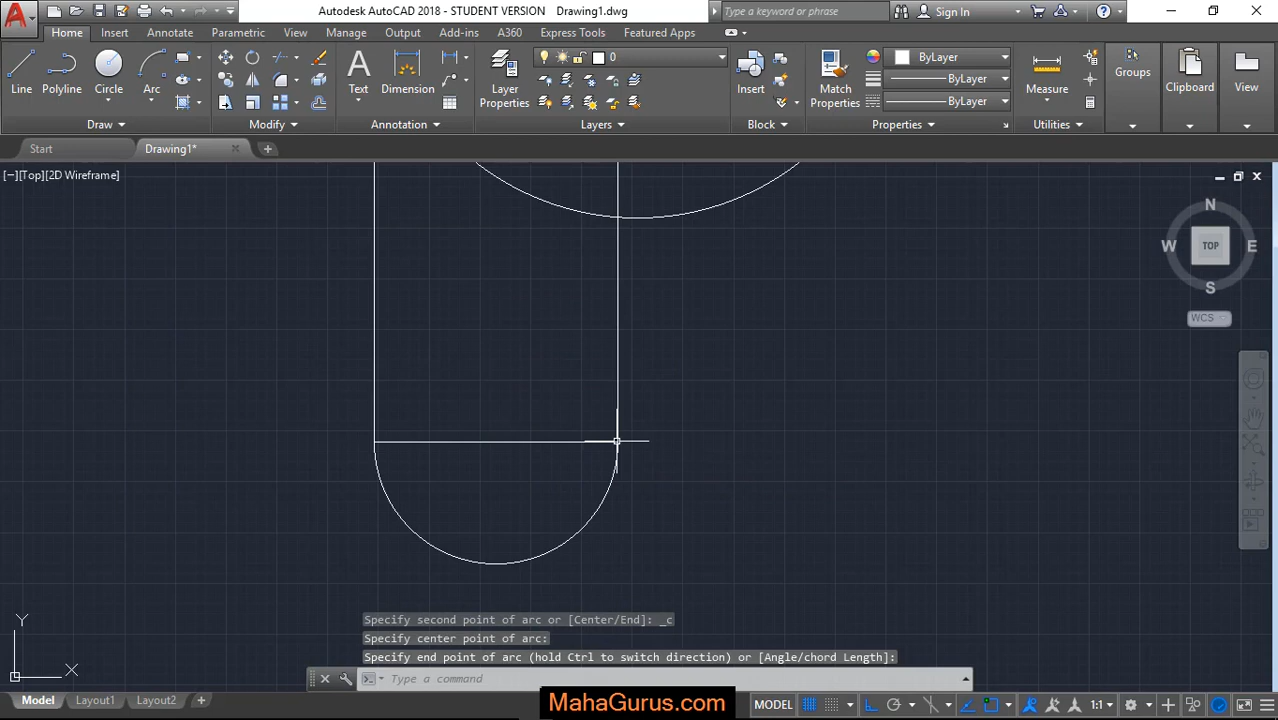 Autodesk AutoCAD 2018 - STUDENT VERSION Drawing1.dwg
Type a keyword or phrase
Sign In
Home Insert Annotate Parametric View Manage Output Add-ins A360 Express Tools Featured Apps
Line Polyline Circle Arc
Text Dimension
Layer Properties
0
Insert
Match Properties
ByLayer
ByLayer
ByLayer
Measure
Groups
Clipboard
View
Draw Modify Annotation Layers Block Properties Utilities
Start Drawing1*
[−][Top][2D Wireframe]
N
W TOP E
S
WCS
Specify second point of arc or [Center/End]: _c
Specify center point of arc:
Specify end point of arc (hold Ctrl to switch direction) or [Angle/chord Length]:
Y
X
Type a command
Model Layout1 Layout2
MahaGurus.com
MODEL
1:1